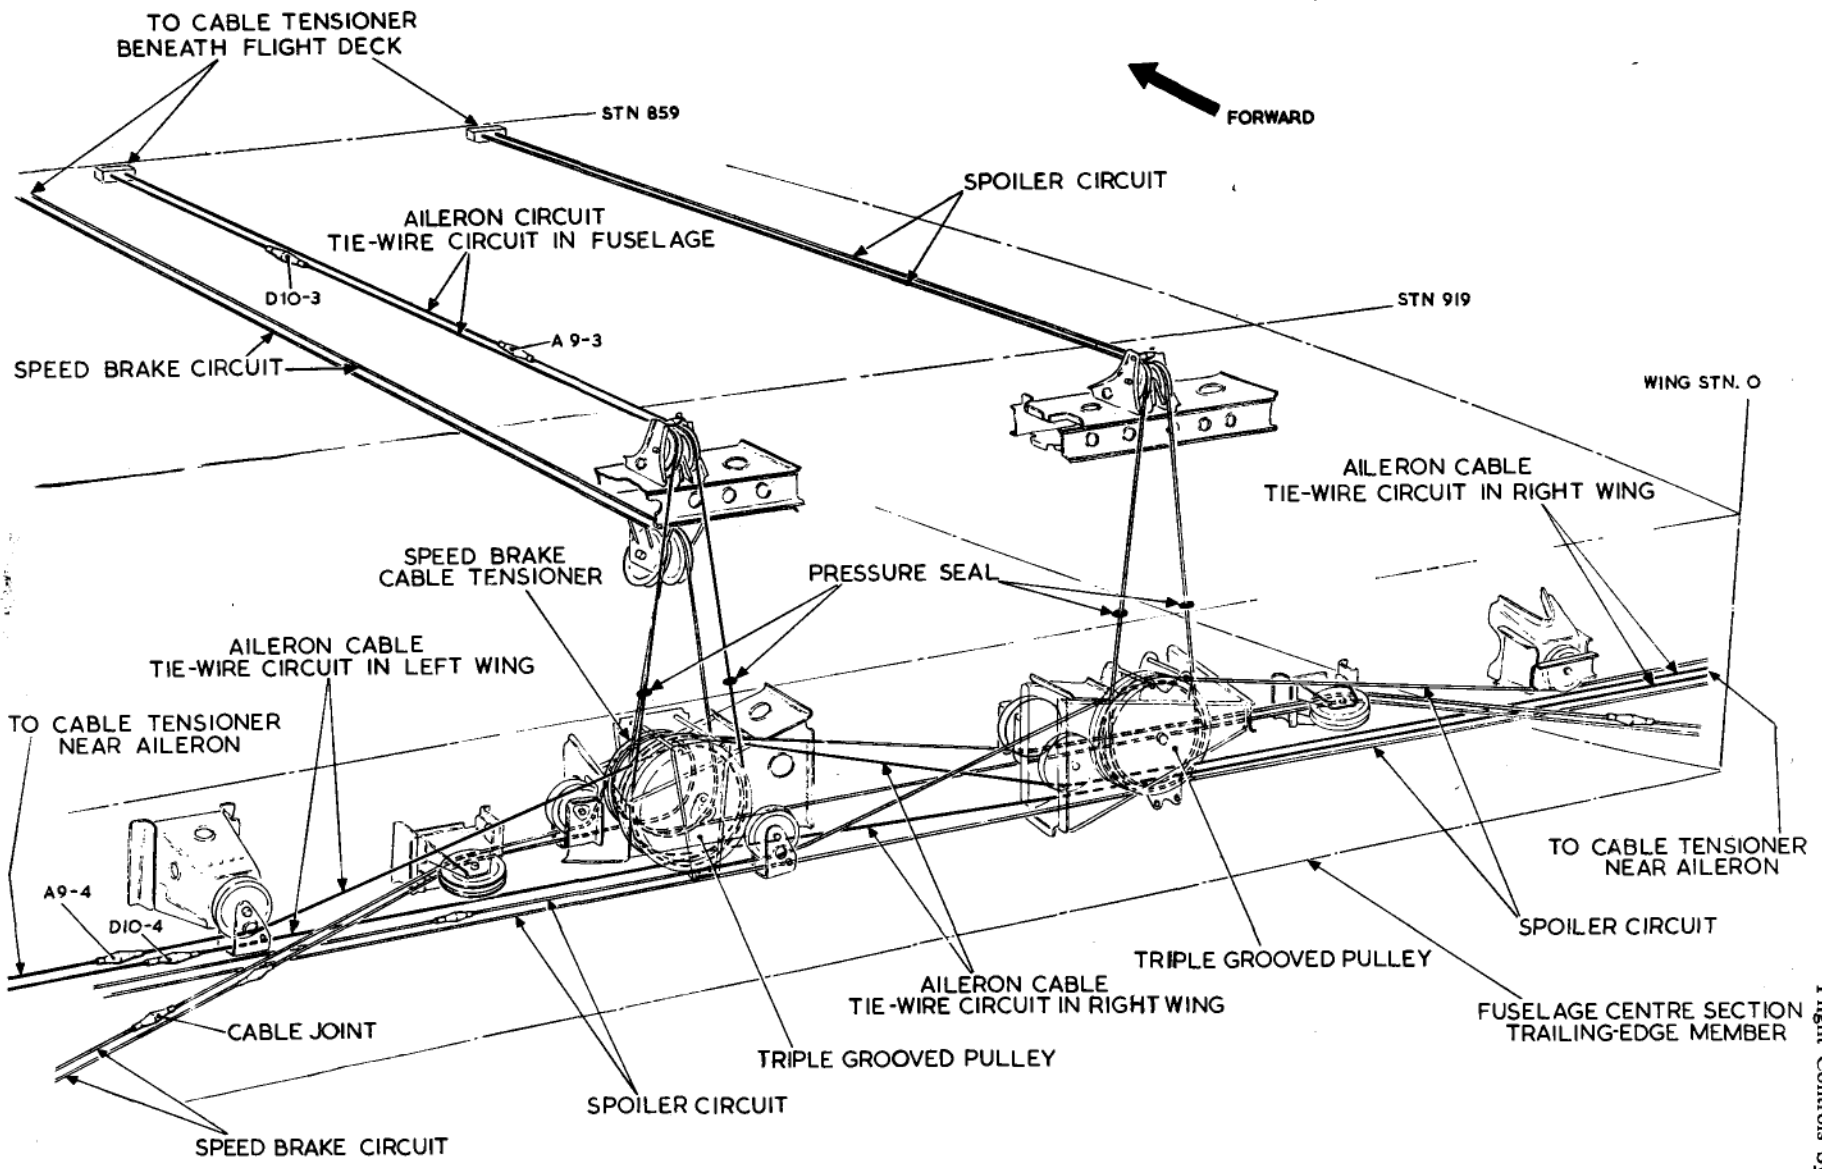 TO CABLE TENSIONER
BENEATH FLIGHT DECK
STN 859
FORWARD
SPOILER CIRCUIT
AILERON CIRCUIT
TIE-WIRE CIRCUIT IN FUSELAGE
D10-3
A 9-3
STN 919
SPEED BRAKE CIRCUIT
WING STN. O
AILERON CABLE
TIE-WIRE CIRCUIT IN RIGHT WING
SPEED BRAKE
CABLE TENSIONER
PRESSURE SEAL
AILERON CABLE
TIE-WIRE CIRCUIT IN LEFT WING
TO CABLE TENSIONER
NEAR AILERON
TO CABLE TENSIONER
NEAR AILERON
A9-4
D10-4
SPOILER CIRCUIT
TRIPLE GROOVED PULLEY
AILERON CABLE
TIE-WIRE CIRCUIT IN RIGHT WING
FUSELAGE CENTRE SECTION
TRAILING-EDGE MEMBER
CABLE JOINT
TRIPLE GROOVED PULLEY
SPOILER CIRCUIT
SPEED BRAKE CIRCUIT
Controls